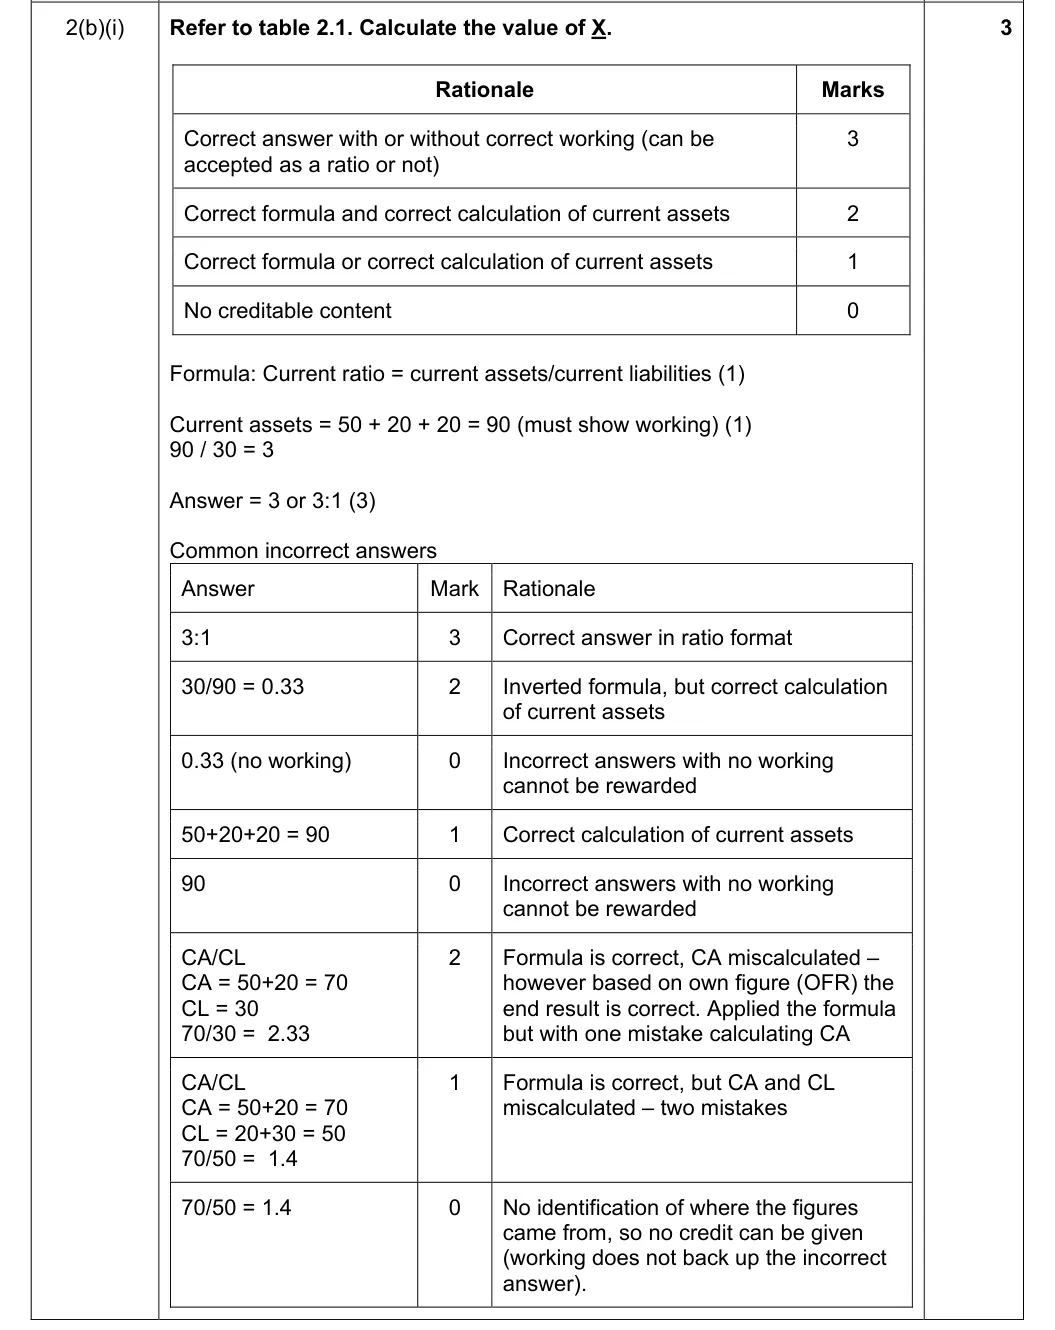 2(b)(i)
Refer to table 2.1. Calculate the value of X.
3
Rationale
Marks
Correct answer with or without correct working (can be
accepted as a ratio or not)
3
Correct formula and correct calculation of current assets
2
Correct formula or correct calculation of current assets
1
No creditable content
0
Formula: Current ratio = current assets/current liabilities (1)
Current assets = 50 + 20 + 20 = 90 (must show working) (1)
90 / 30 = 3
Answer = 3 or 3:1 (3)
Common incorrect answers
Answer
Mark
Rationale
3:1
3
Correct answer in ratio format
30/90 = 0.33
2
Inverted formula, but correct calculation
of current assets
0.33 (no working)
0
Incorrect answers with no working
cannot be rewarded
50+20+20 = 90
1
Correct calculation of current assets
90
0
Incorrect answers with no working
cannot be rewarded
CA/CL
CA = 50+20 = 70
CL = 30
70/30 =  2.33
2
Formula is correct, CA miscalculated –
however based on own figure (OFR) the
end result is correct. Applied the formula
but with one mistake calculating CA
CA/CL
CA = 50+20 = 70
CL = 20+30 = 50
70/50 =  1.4
1
Formula is correct, but CA and CL
miscalculated – two mistakes
70/50 = 1.4
0
No identification of where the figures
came from, so no credit can be given
(working does not back up the incorrect
answer).